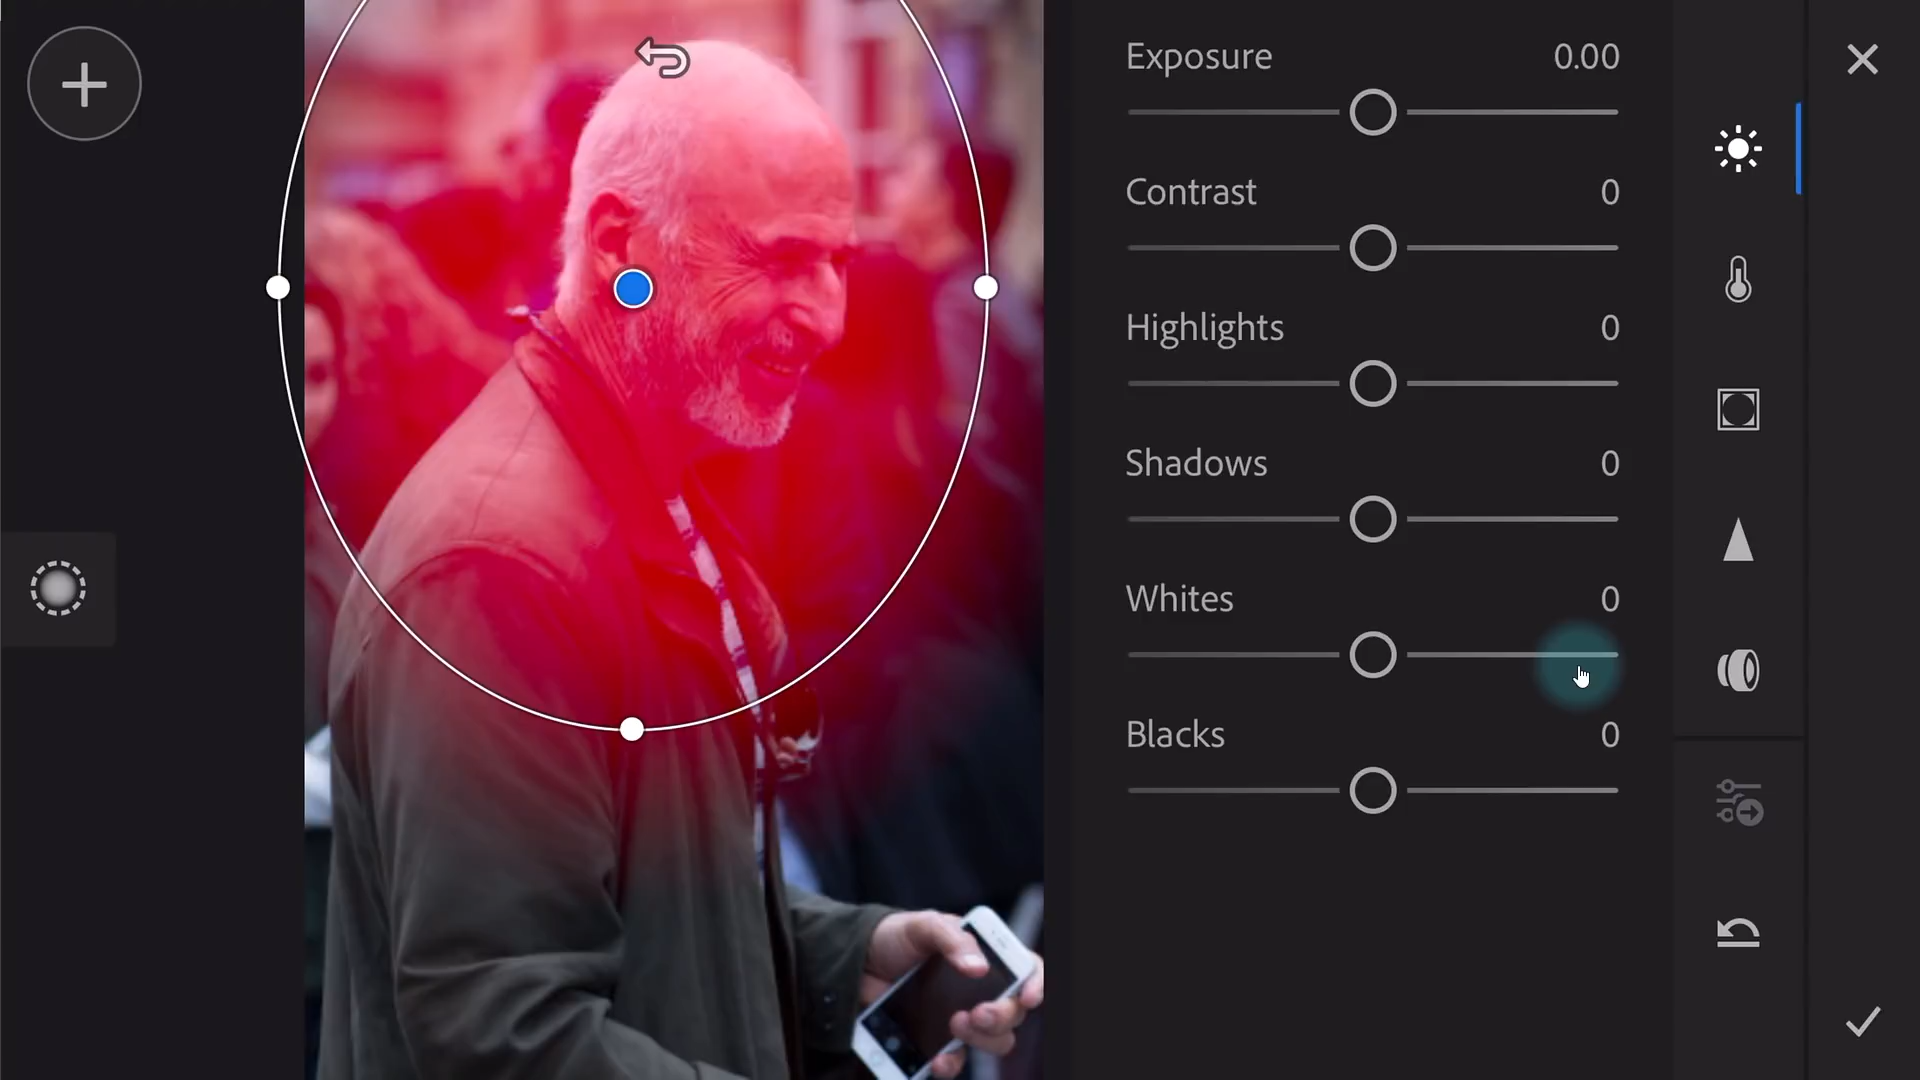 Exposure 0.00
Contrast 0
Highlights 0
Shadows 0
Whites 0
Blacks 0